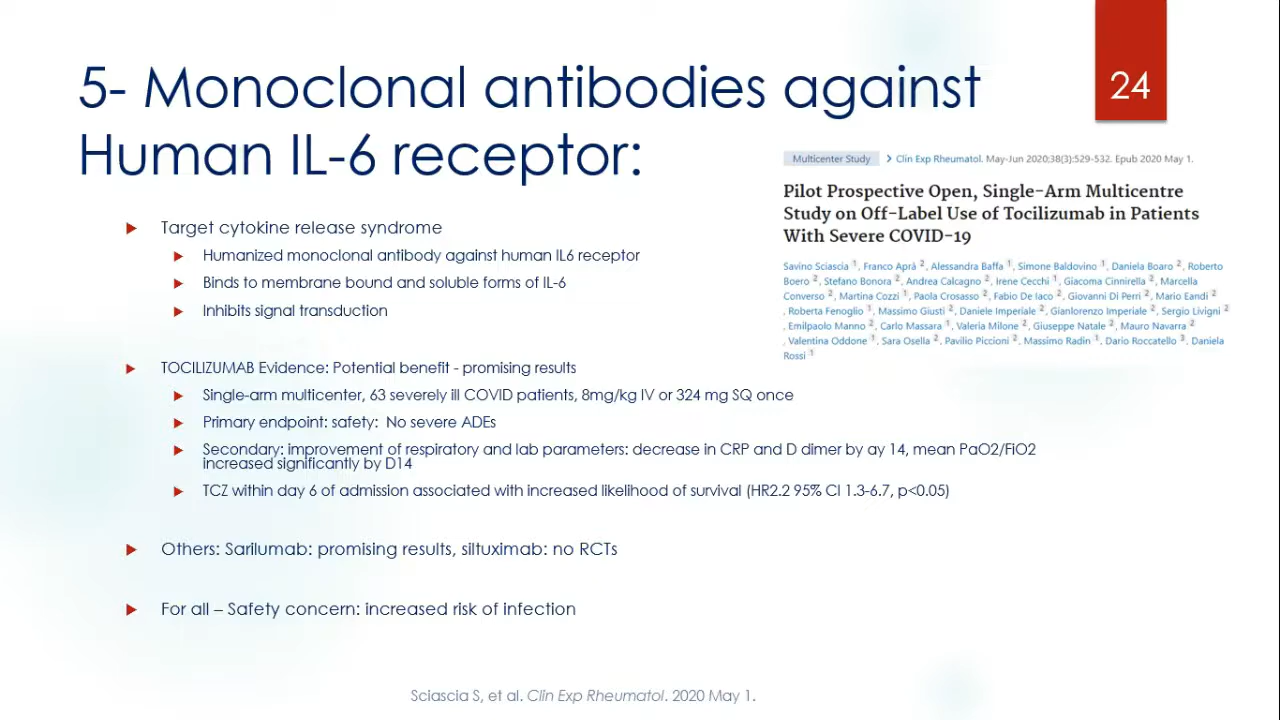 5- Monoclonal antibodies against
Human IL-6 receptor:
24
Multicenter Study > Clin Exp Rheumatol. May-Jun 2020;38(3):529-532. Epub 2020 May 1.
Pilot Prospective Open, Single-Arm Multicentre
Study on Off-Label Use of Tocilizumab in Patients
With Severe COVID-19
Savino Sciascia 1, Franco Aprà 2, Alessandra Baffa 1, Simone Baldovino 1, Daniela Boaro 2, Roberto
Boero 2, Stefano Bonora 2, Andrea Calcagno 2, Irene Cecchi 1, Giacoma Cinnirella 2, Marcella
Converso 2, Martina Cozzi 1, Paola Crosasso 2, Fabio De Iaco 2, Giovanni Di Perri 2, Mario Eandi 2
, Roberta Fenoglio 1, Massimo Giusti 2, Daniele Imperiale 2, Gianlorenzo Imperiale 2, Sergio Livigni 2
, Emilpaolo Manno 2, Carlo Massara 1, Valeria Milone 2, Giuseppe Natale 2, Mauro Navarra 2
, Valentina Oddone 1, Sara Osella 2, Pavilio Piccioni 2, Massimo Radin 1, Dario Roccatello 3, Daniela
Rossi 1
Target cytokine release syndrome
Humanized monoclonal antibody against human IL6 receptor
Binds to membrane bound and soluble forms of IL-6
Inhibits signal transduction
TOCILIZUMAB Evidence: Potential benefit - promising results
Single-arm multicenter, 63 severely ill COVID patients, 8mg/kg IV or 324 mg SQ once
Primary endpoint: safety: No severe ADEs
Secondary: improvement of respiratory and lab parameters: decrease in CRP and D dimer by ay 14, mean PaO2/FiO2
increased significantly by D14
TCZ within day 6 of admission associated with increased likelihood of survival (HR2.2 95% CI 1.3-6.7, p<0.05)
Others: Sarilumab: promising results, siltuximab: no RCTs
For all – Safety concern: increased risk of infection
Sciascia S, et al. Clin Exp Rheumatol. 2020 May 1.